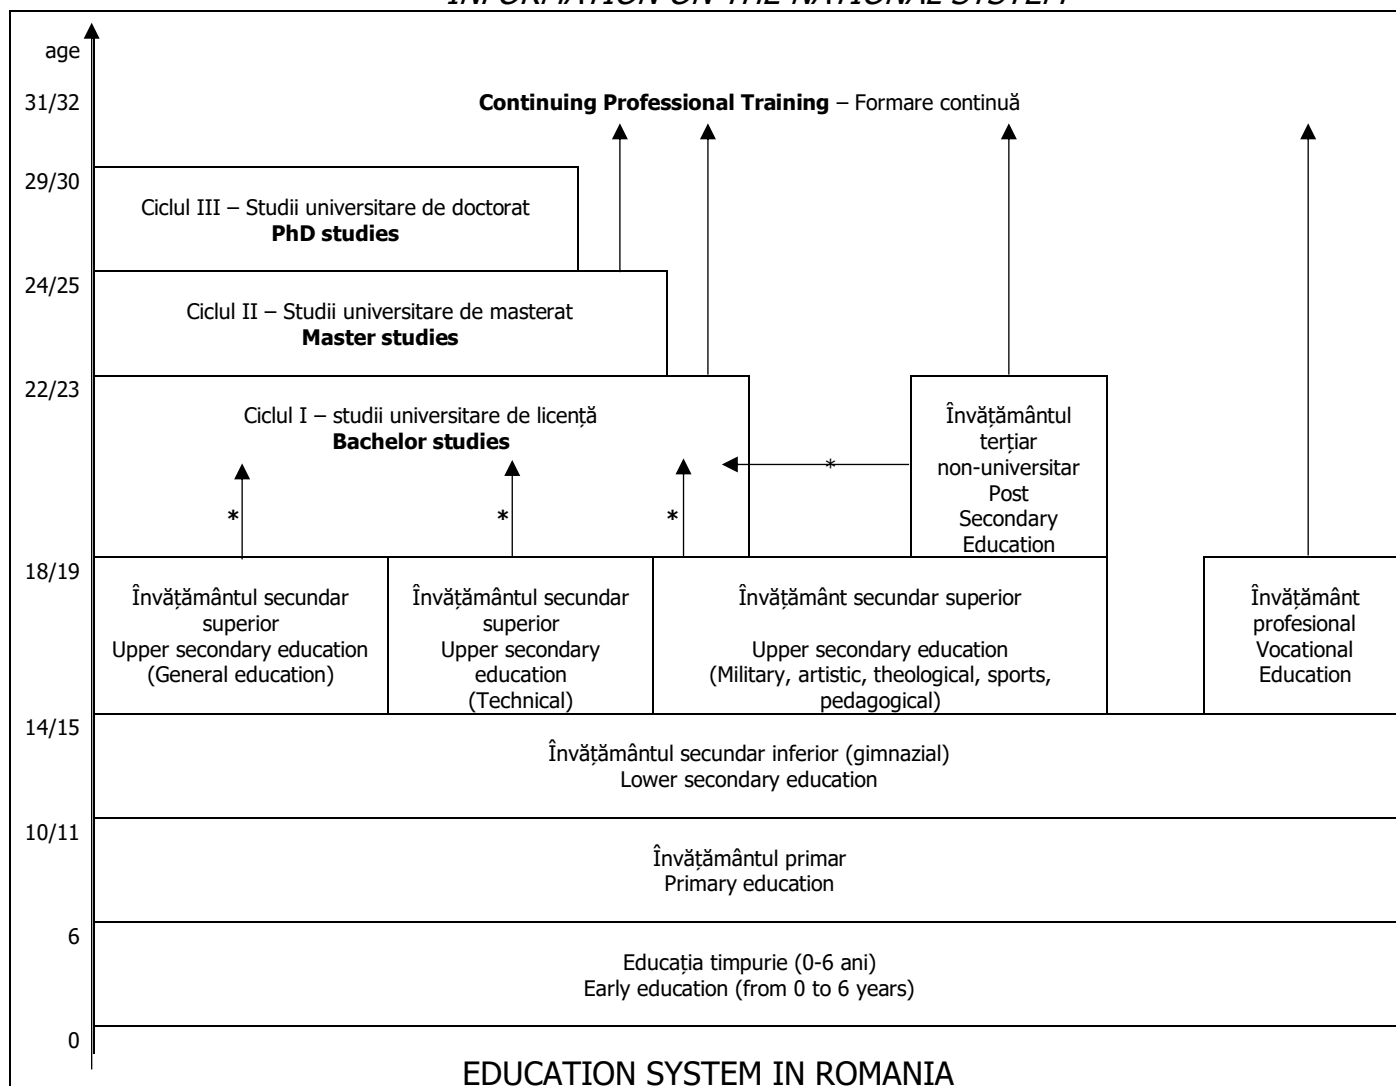 INFORMATION ON THE NATIONAL SYSTEM
age
31/32
Continuing Professional Training – Formare continuă
29/30
Ciclul III – Studii universitare de doctorat
PhD studies
24/25
Ciclul II – Studii universitare de masterat
Master studies
22/23
Ciclul I – studii universitare de licență
Bachelor studies
Învățământul
terțiar
non-universitar
Post
Secondary
Education
*
*
*
*
18/19
Învățământul secundar
superior
Upper secondary education
(General education)
Învățământul secundar
superior
Upper secondary
education
(Technical)
Învățământ secundar superior
Upper secondary education
(Military, artistic, theological, sports,
pedagogical)
Învățământ
profesional
Vocational
Education
14/15
Învățământul secundar inferior (gimnazial)
Lower secondary education
10/11
Învățământul primar
Primary education
6
Educația timpurie (0-6 ani)
Early education (from 0 to 6 years)
0
EDUCATION SYSTEM IN ROMANIA